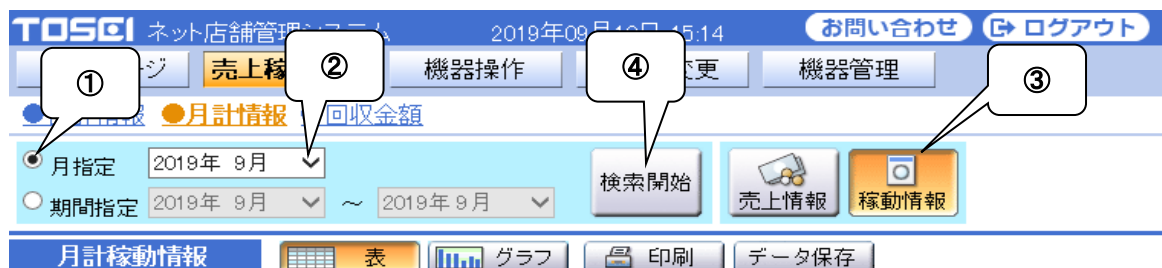 TOSEI ネット店舗管理システム 2019年09月 15:14 お問い合わせ ログアウト
ジ 売上稼 機器操作 変更 機器管理
① ② ④ ③
●月計情報 回収金額
月指定 2019年 9月 検索開始 売上情報 稼動情報
期間指定 2019年 9月 ～ 2019年 9月
月計稼動情報 表 グラフ 印刷 データ保存